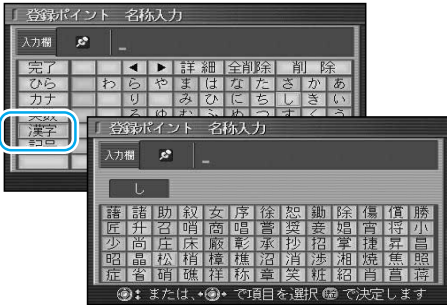 登録ポイント 名称入力
入力欄 _
完了 ◀ ▶ 詳細 全削除 削除
ひら わ ら や ま は な た さ か あ
カナ り み ひ に ち し き い
漢字
登録ポイント 名称入力
入力欄 _
し
藷 諸 助 叙 女 序 徐 恕 鋤 除 傷 償 勝
匠 升 召 哨 商 唱 嘗 奨 妾 娼 宵 将 小
少 尚 庄 床 廠 彰 承 抄 招 掌 捷 昇 昌
昭 晶 松 梢 樟 樵 沼 消 渉 湘 焼 焦 照
症 省 硝 礁 祥 称 章 笑 粧 紹 肖 菖 蒋
: または、 で項目を選択 で決定します